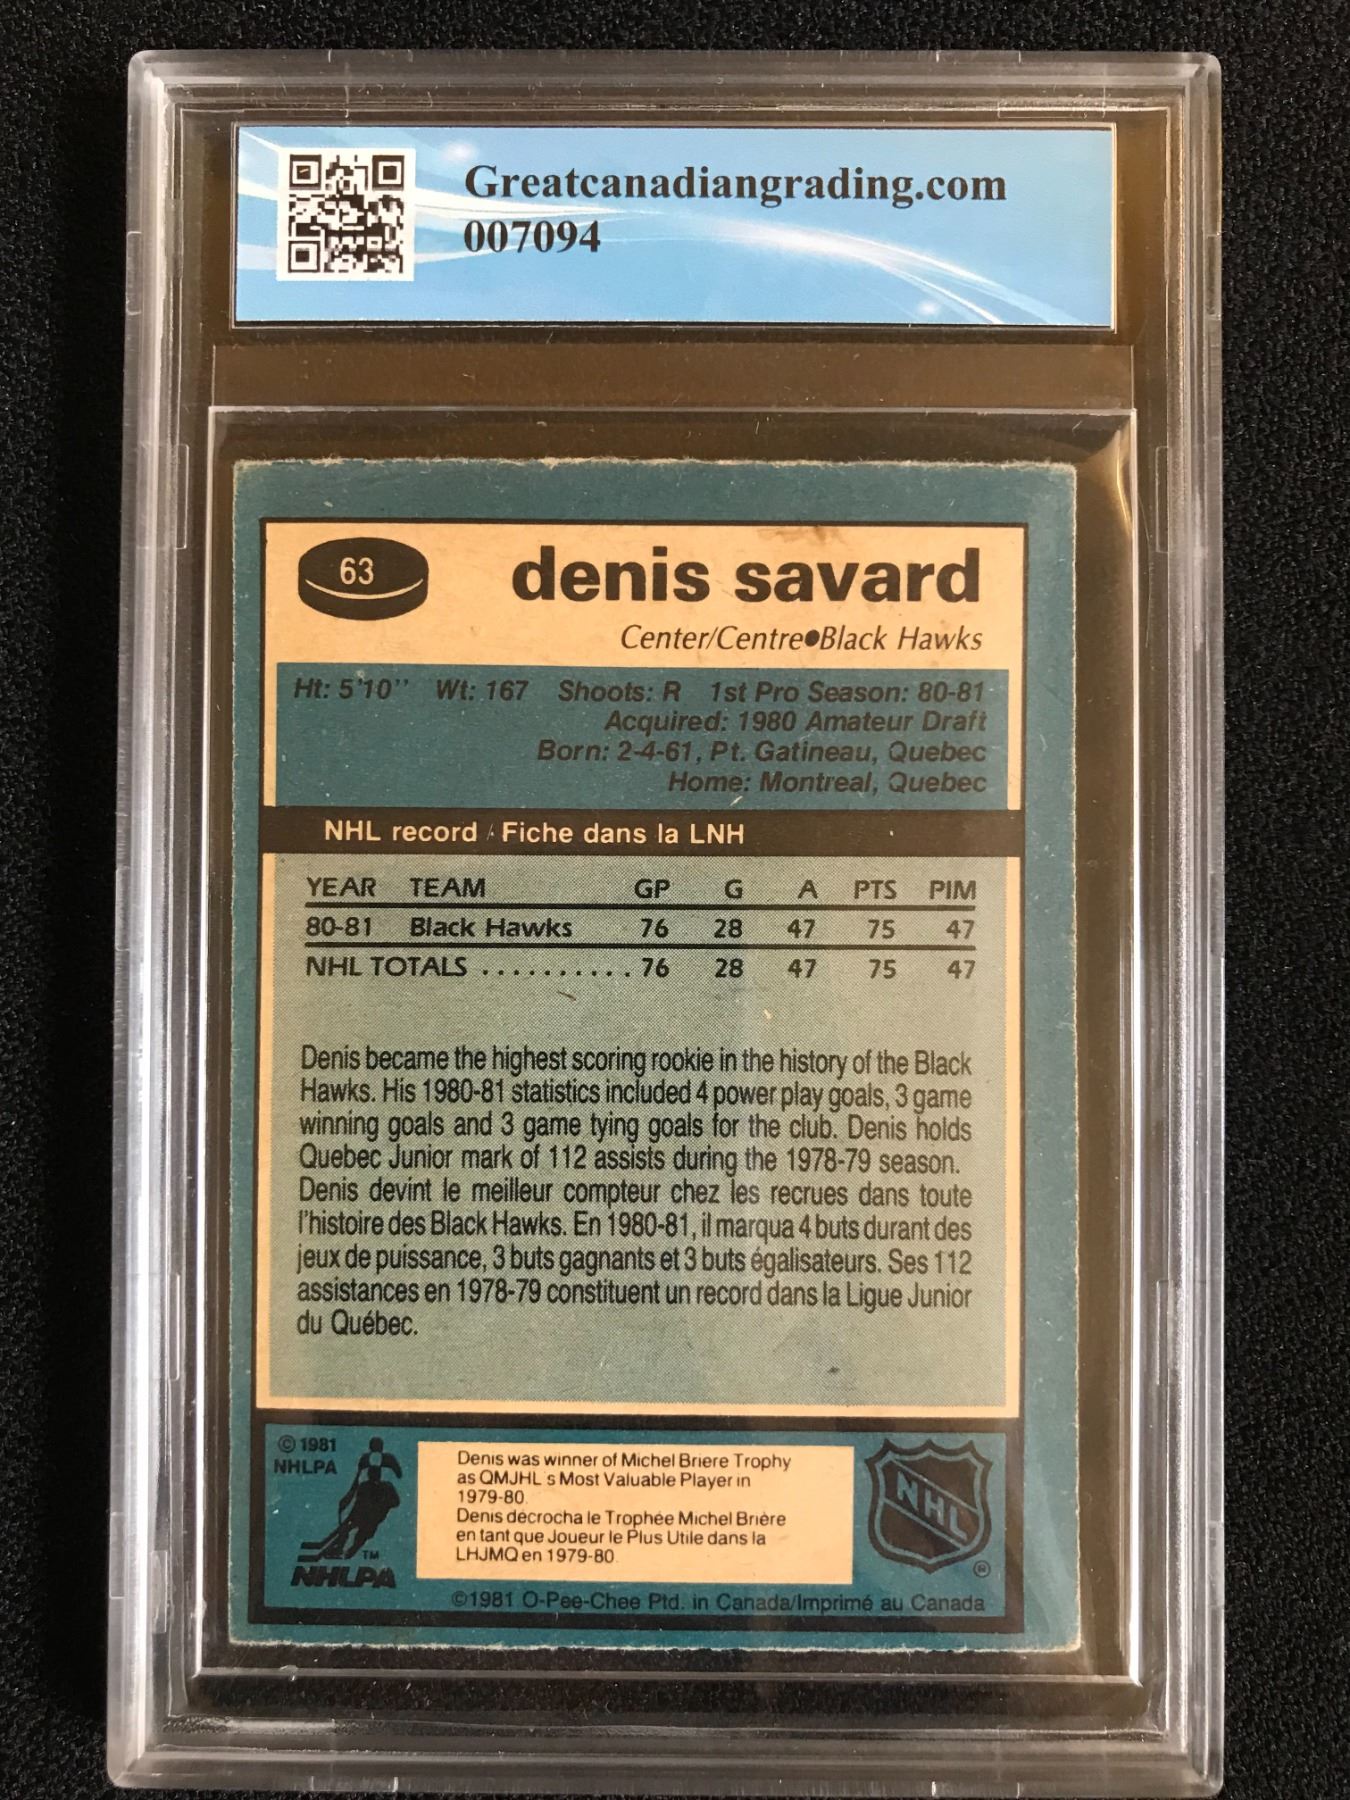 Greatcanadiangrading.com
007094
63
denis savard
Center/Centre●Black Hawks
Ht: 5'10'' Wt: 167 Shoots: R 1st Pro Season: 80-81
Acquired: 1980 Amateur Draft
Born: 2-4-61, Pt. Gatineau, Quebec
Home: Montreal, Quebec
NHL record / Fiche dans la LNH
YEAR TEAM GP G A PTS PIM
80-81 Black Hawks 76 28 47 75 47
NHL TOTALS .......... 76 28 47 75 47
Denis became the highest scoring rookie in the history of the Black
Hawks. His 1980-81 statistics included 4 power play goals, 3 game
winning goals and 3 game tying goals for the club. Denis holds
Quebec Junior mark of 112 assists during the 1978-79 season.
Denis devint le meilleur compteur chez les recrues dans toute
l'histoire des Black Hawks. En 1980-81, il marqua 4 buts durant des
jeux de puissance, 3 buts gagnants et 3 buts égalisateurs. Ses 112
assistances en 1978-79 constituent un record dans la Ligue Junior
du Québec.
© 1981
NHLPA
TM
NHLPA
Denis was winner of Michel Briere Trophy
as QMJHL s Most Valuable Player in
1979-80.
Denis décrocha le Trophée Michel Brière
en tant que Joueur le Plus Utile dans la
LHJMQ en 1979-80.
NHL
®
©1981 O-Pee-Chee Ptd. in Canada/Imprimé au Canada